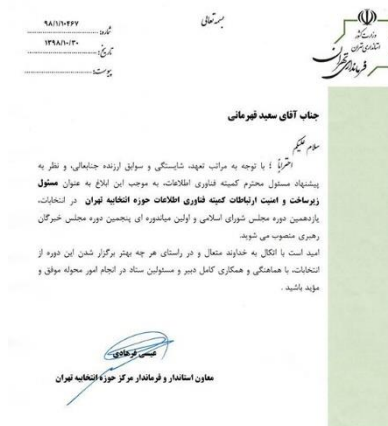 بسمه تعالی
وزارت کشور
استانداری تهران
فرمانداری تهران
شماره: ۹۸/۱/۱۰۴۶۷
تاریخ: ۱۳۹۸/۱۰/۳۰
پیوست:
جناب آقای سعید قهرمانی
سلام علیکم
احتراماً ؛ با توجه به مراتب تعهد، شایستگی و سوابق ارزنده جنابعالی، و نظر به
پیشنهاد مسئول محترم کمیته فناوری اطلاعات، به موجب این ابلاغ به عنوان مسئول
زیرساخت و امنیت ارتباطات کمیته فناوری اطلاعات حوزه انتخابیه تهران در انتخابات،
یازدهمین دوره مجلس شورای اسلامی و اولین میاندوره ای پنجمین دوره مجلس خبرگان
رهبری منصوب می شوید.
امید است با اتکال به خداوند متعال و در راستای هر چه بهتر برگزار شدن این دوره از
انتخابات، با هماهنگی و همکاری کامل دبیر و مسئولین ستاد در انجام امور محوله موفق و
مؤید باشید .
عیسی فرهادی
معاون استاندار و فرماندار مرکز حوزه انتخابیه تهران